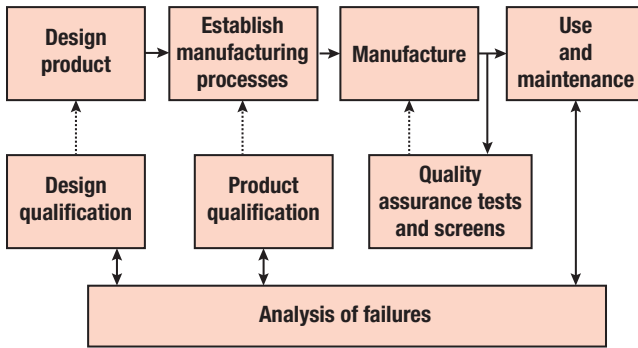 Design
product
Establish
manufacturing
processes
Manufacture
Use
and
maintenance
Design
qualification
Product
qualification
Quality
assurance tests
and screens
Analysis of failures